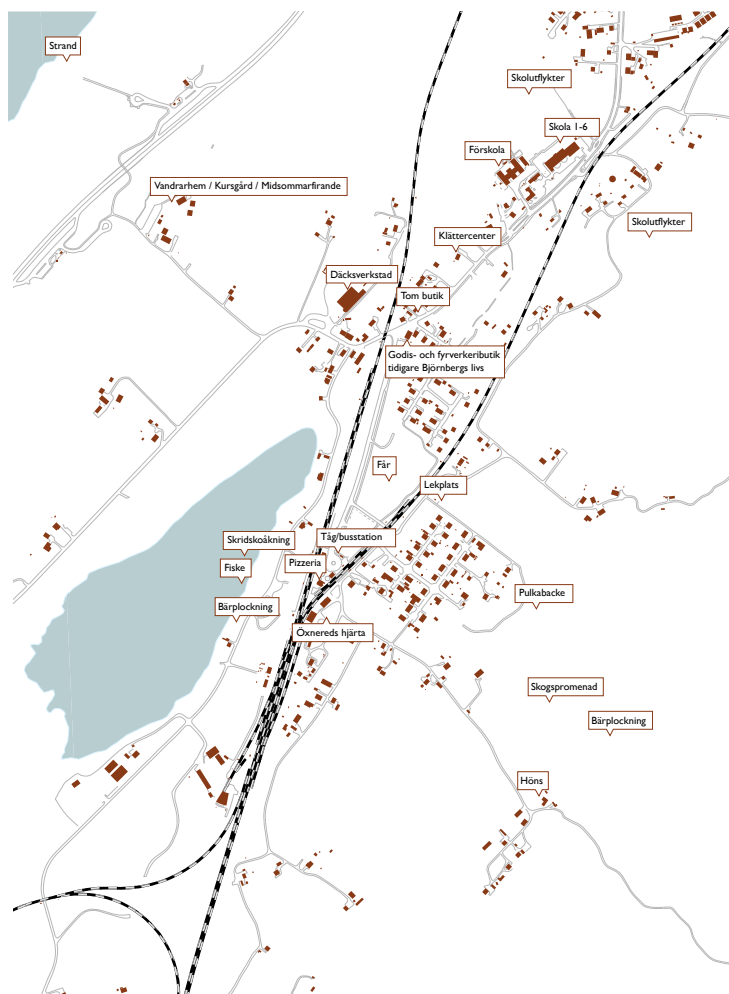 Strand
Skolutflykter
Skola 1-6
Förskola
Vandrarhem / Kursgård / Midsommarfirande
Skolutflykter
Klättercenter
Däcksverkstad
Tom butik
Godis- och fyrverkeributik
tidigare Björnbergs livs
Får
Lekplats
Skridskoåkning
Tåg/busstation
Pizzeria
Fiske
Pulkabacke
Bärplockning
Öxnereds hjärta
Skogspromenad
Bärplockning
Höns